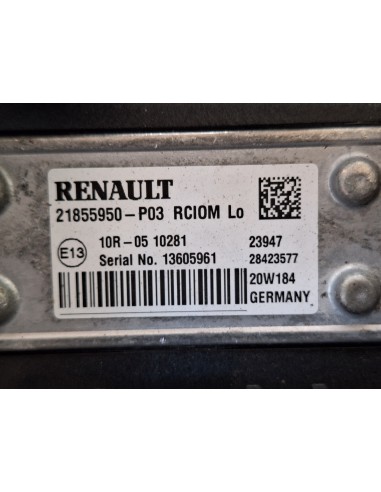 RENAULT
21855950-P03 RCIOM Lo
E13
10R-05 10281 23947
Serial No. 13605961 28423577
20W184
GERMANY